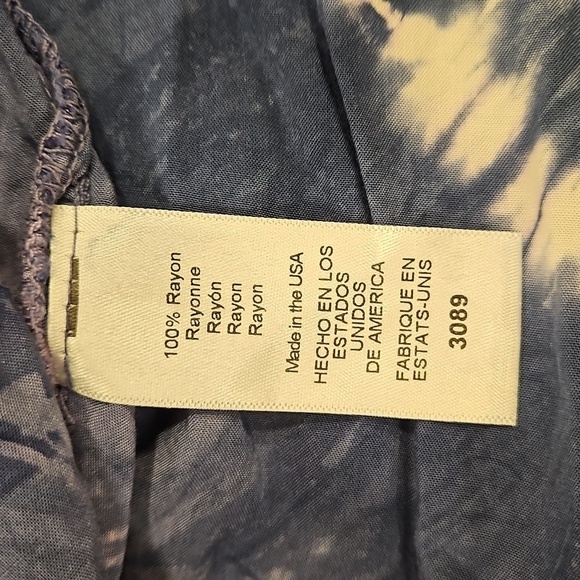 100% Rayon
Rayonne
Rayón
Rayon
Rayon
Made in the USA
HECHO EN LOS
ESTADOS
UNIDOS
DE AMERICA
FABRIQUE EN
ESTATS-UNIS
3089